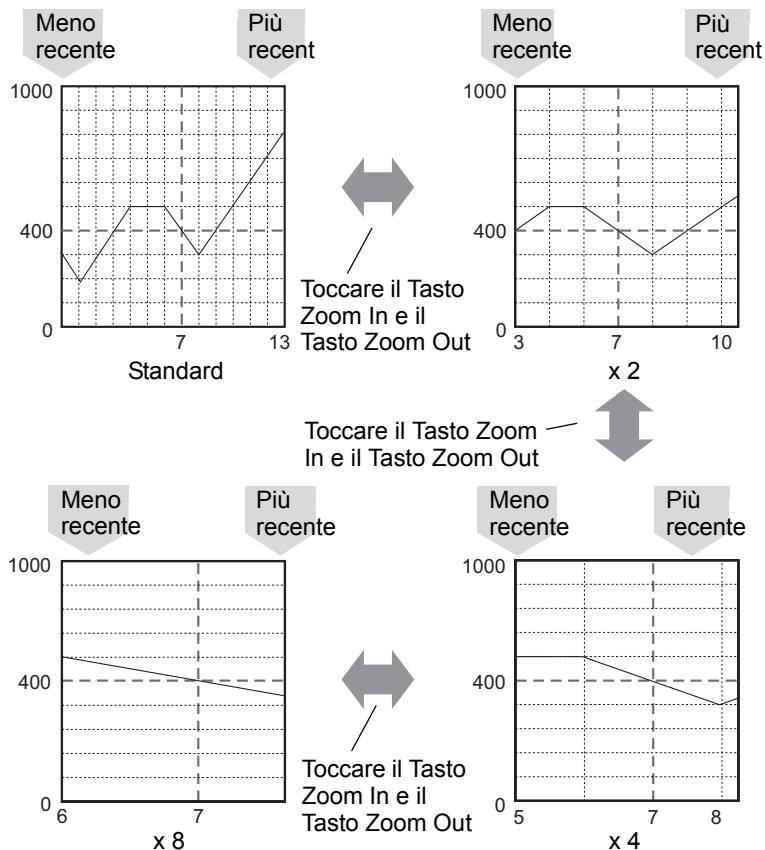 Meno
recente
Più
recent
1000
400
0
7
13
Standard
Toccare il Tasto
Zoom In e il
Tasto Zoom Out
Meno
recente
Più
recent
1000
400
0
3
7
10
x 2
Toccare il Tasto Zoom
In e il Tasto Zoom Out
Meno
recente
Più
recente
1000
400
0
6
7
x 8
Toccare il Tasto
Zoom In e il
Tasto Zoom Out
Meno
recente
Più
recente
1000
400
0
5
7
8
x 4